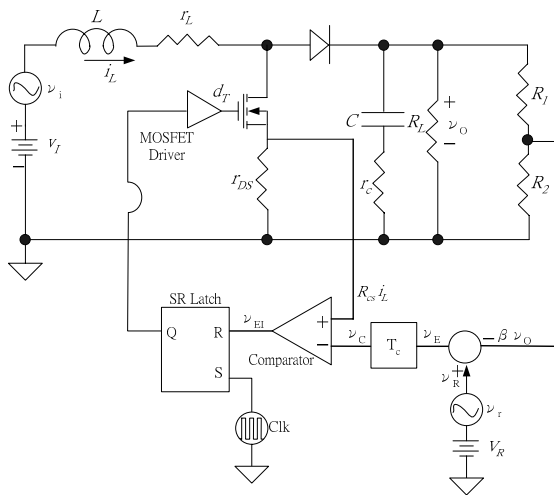 L
r_L
i_L
ν_i
V_I
d_T
MOSFET
Driver
r_DS
C
r_c
R_L
+
ν_O
−
R_1
R_2
+
−
SR Latch
Q
R
S
ν_EI
Comparator
+
−
R_cs i_L
ν_C
T_c
ν_E
− β ν_O
+
ν_R
ν_r
V_R
Clk